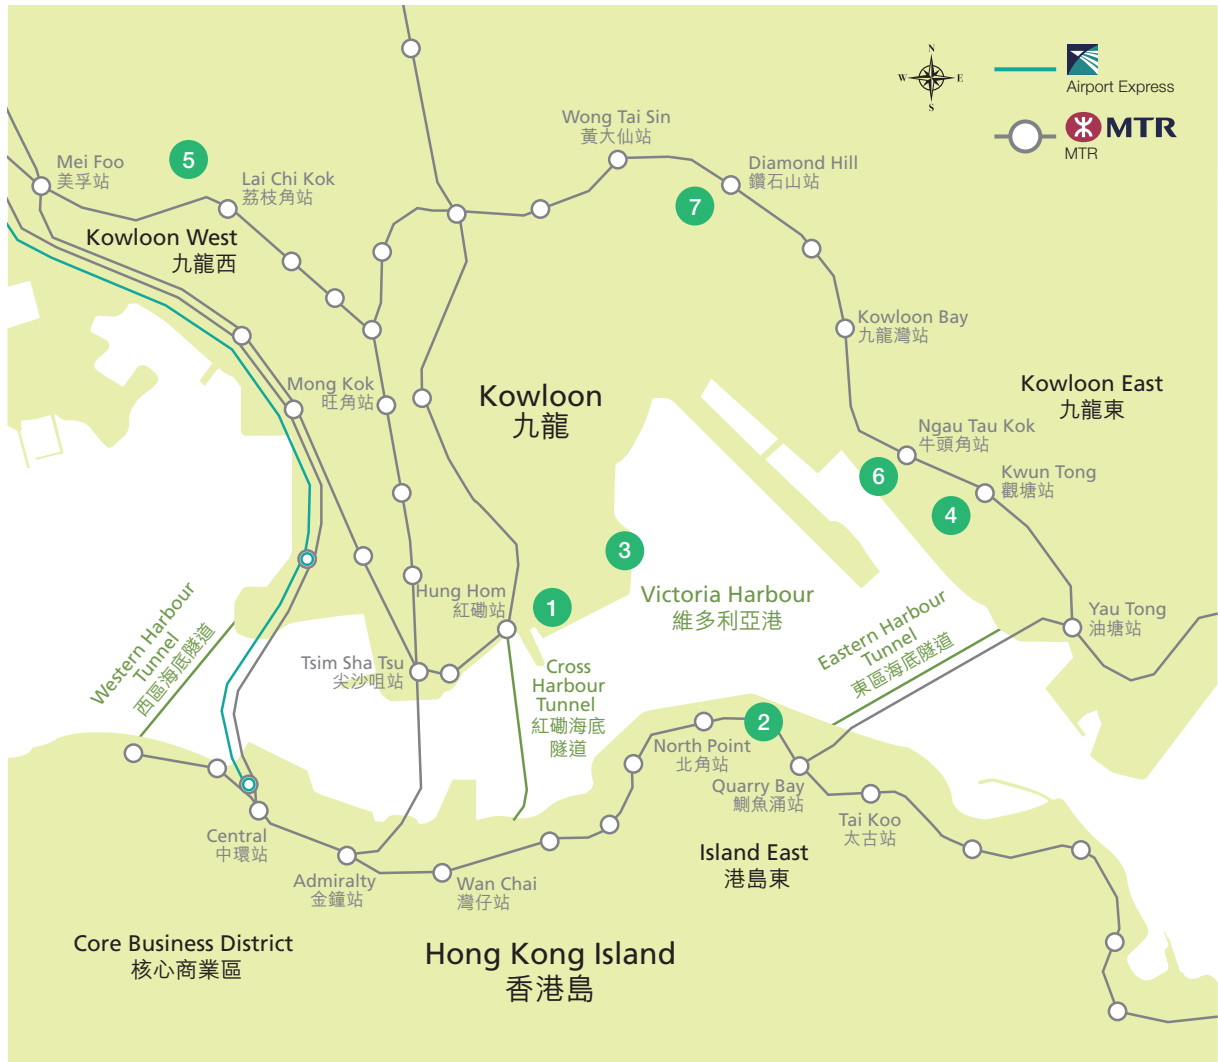 N
W
E
S
Airport Express
MTR
MTR
Wong Tai Sin
黃大仙站
Diamond Hill
鑽石山站
Mei Foo
美孚站
5
Lai Chi Kok
荔枝角站
7
Kowloon West
九龍西
Kowloon Bay
九龍灣站
Mong Kok
旺角站
Kowloon
九龍
Kowloon East
九龍東
Ngau Tau Kok
牛頭角站
6
Kwun Tong
觀塘站
4
3
Hung Hom
紅磡站
1
Victoria Harbour
維多利亞港
Western Harbour
Tunnel
西區海底隧道
Eastern Harbour
Tunnel
東區海底隧道
Yau Tong
油塘站
Tsim Sha Tsu
尖沙咀站
Cross
Harbour
Tunnel
紅磡海底
隧道
2
North Point
北角站
Quarry Bay
鰂魚涌站
Tai Koo
太古站
Central
中環站
Island East
港島東
Admiralty
金鐘站
Wan Chai
灣仔站
Core Business District
核心商業區
Hong Kong Island
香港島